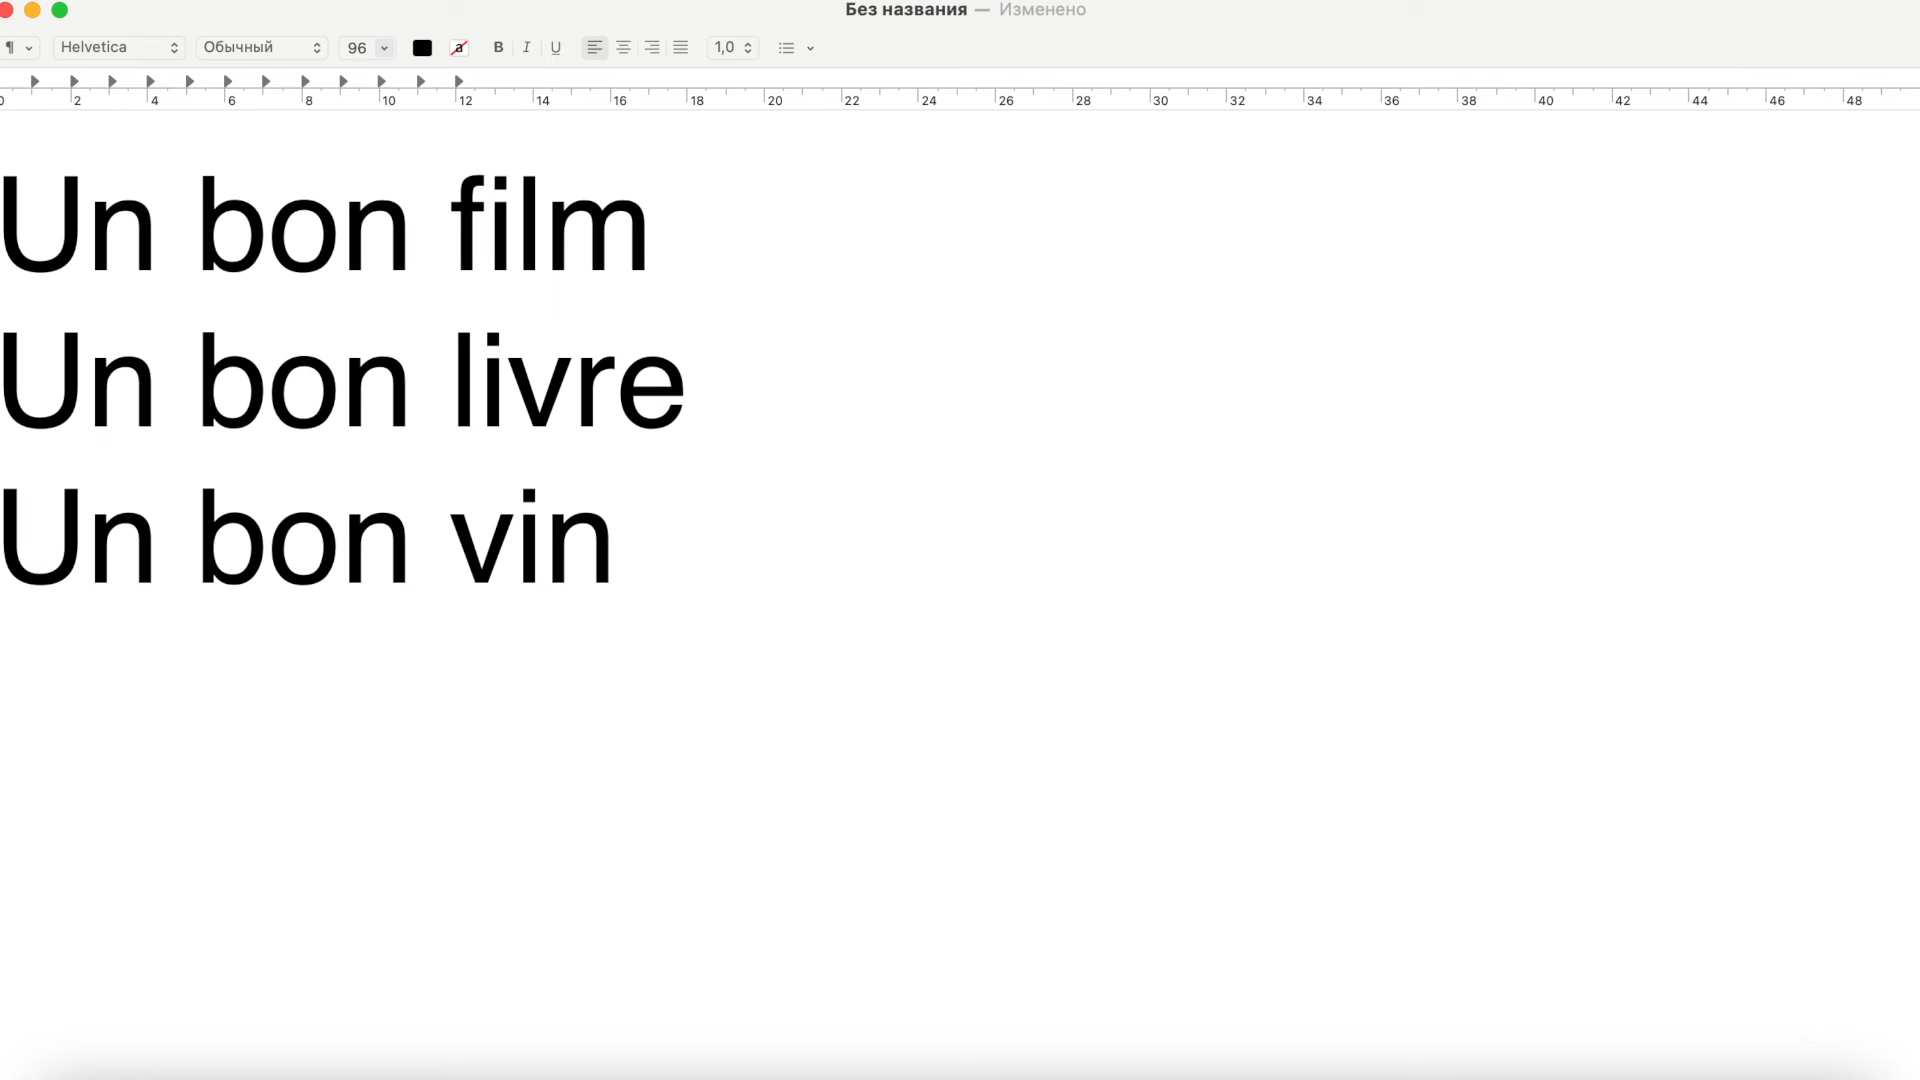 Без названия — Изменено
¶ Helvetica Обычный 96 a B I U 1,0
0 2 4 6 8 10 12 14 16 18 20 22 24 26 28 30 32 34 36 38 40 42 44 46 48
Un bon film
Un bon livre
Un bon vin